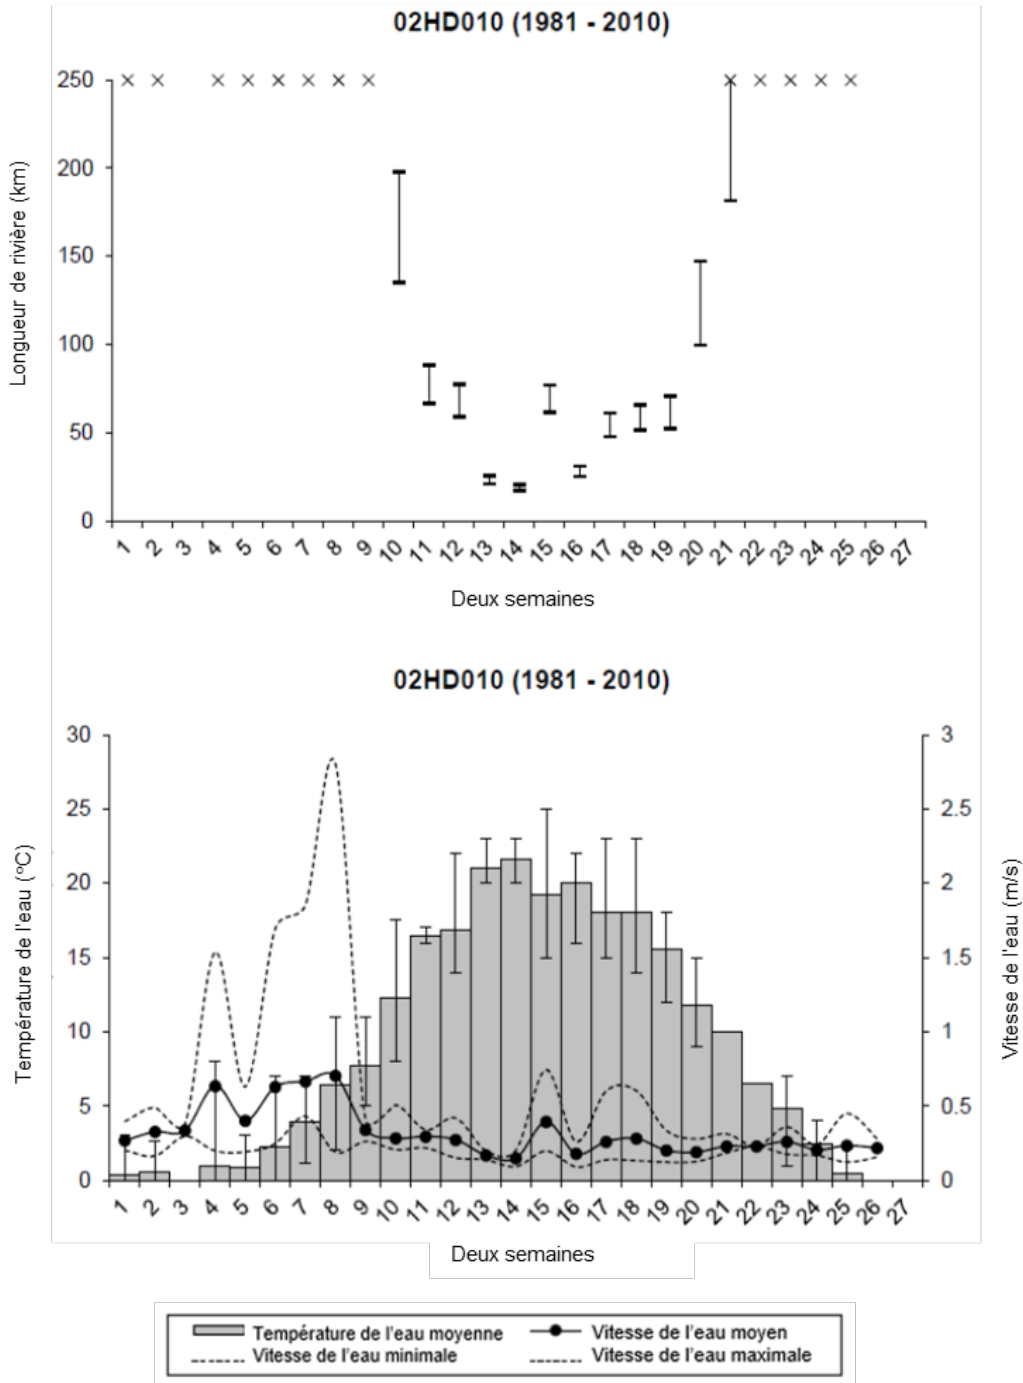 02HD010 (1981 - 2010)
Longueur de rivière (km)
250
200
150
100
50
0
1 2 3 4 5 6 7 8 9 10 11 12 13 14 15 16 17 18 19 20 21 22 23 24 25 26 27
Deux semaines
02HD010 (1981 - 2010)
Température de l'eau (°C)
30
25
20
15
10
5
0
3
2.5
2
1.5
1
0.5
0
Vitesse de l'eau (m/s)
1 2 3 4 5 6 7 8 9 10 11 12 13 14 15 16 17 18 19 20 21 22 23 24 25 26 27
Deux semaines
Température de l'eau moyenne
Vitesse de l'eau moyen
Vitesse de l'eau minimale
Vitesse de l'eau maximale